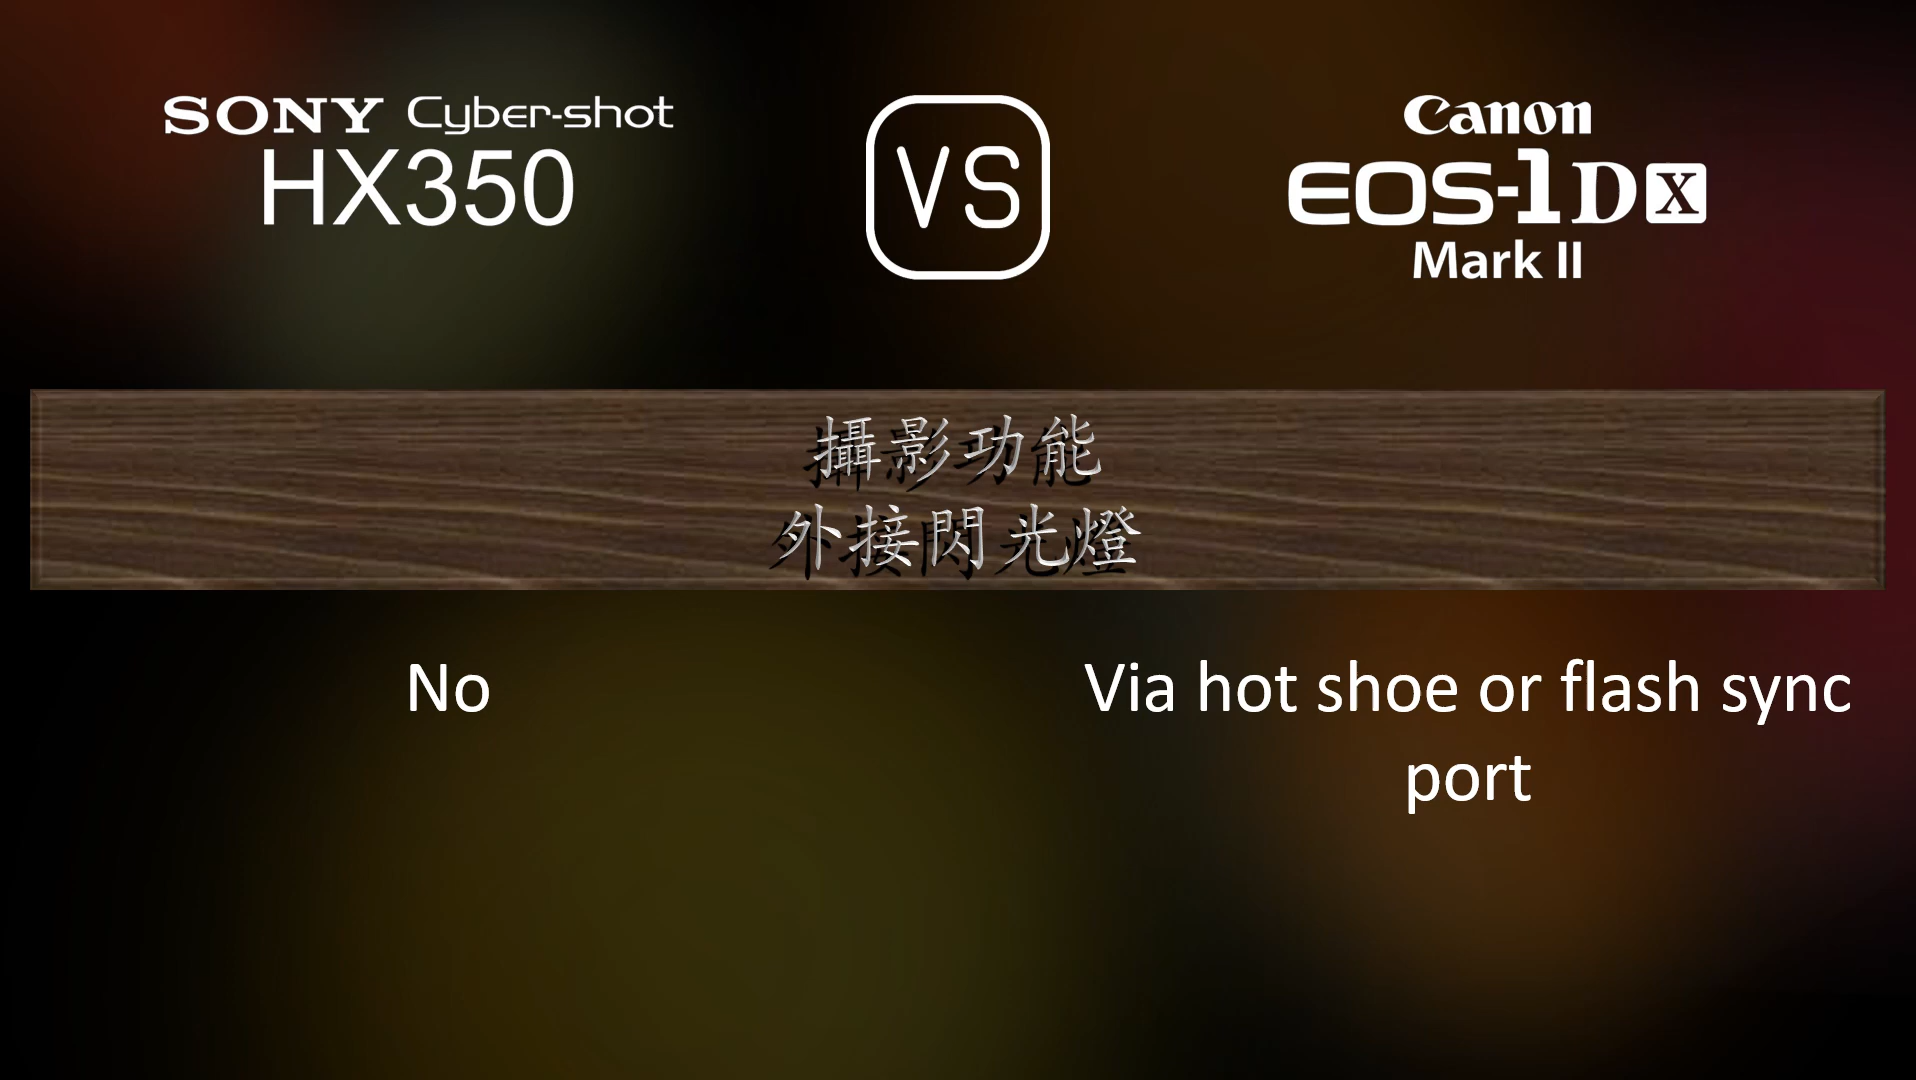 SONY Cyber-shot
HX350
VS
Canon
EOS-1DX
Mark II
攝影功能
外接閃光燈
No
Via hot shoe or flash sync
port